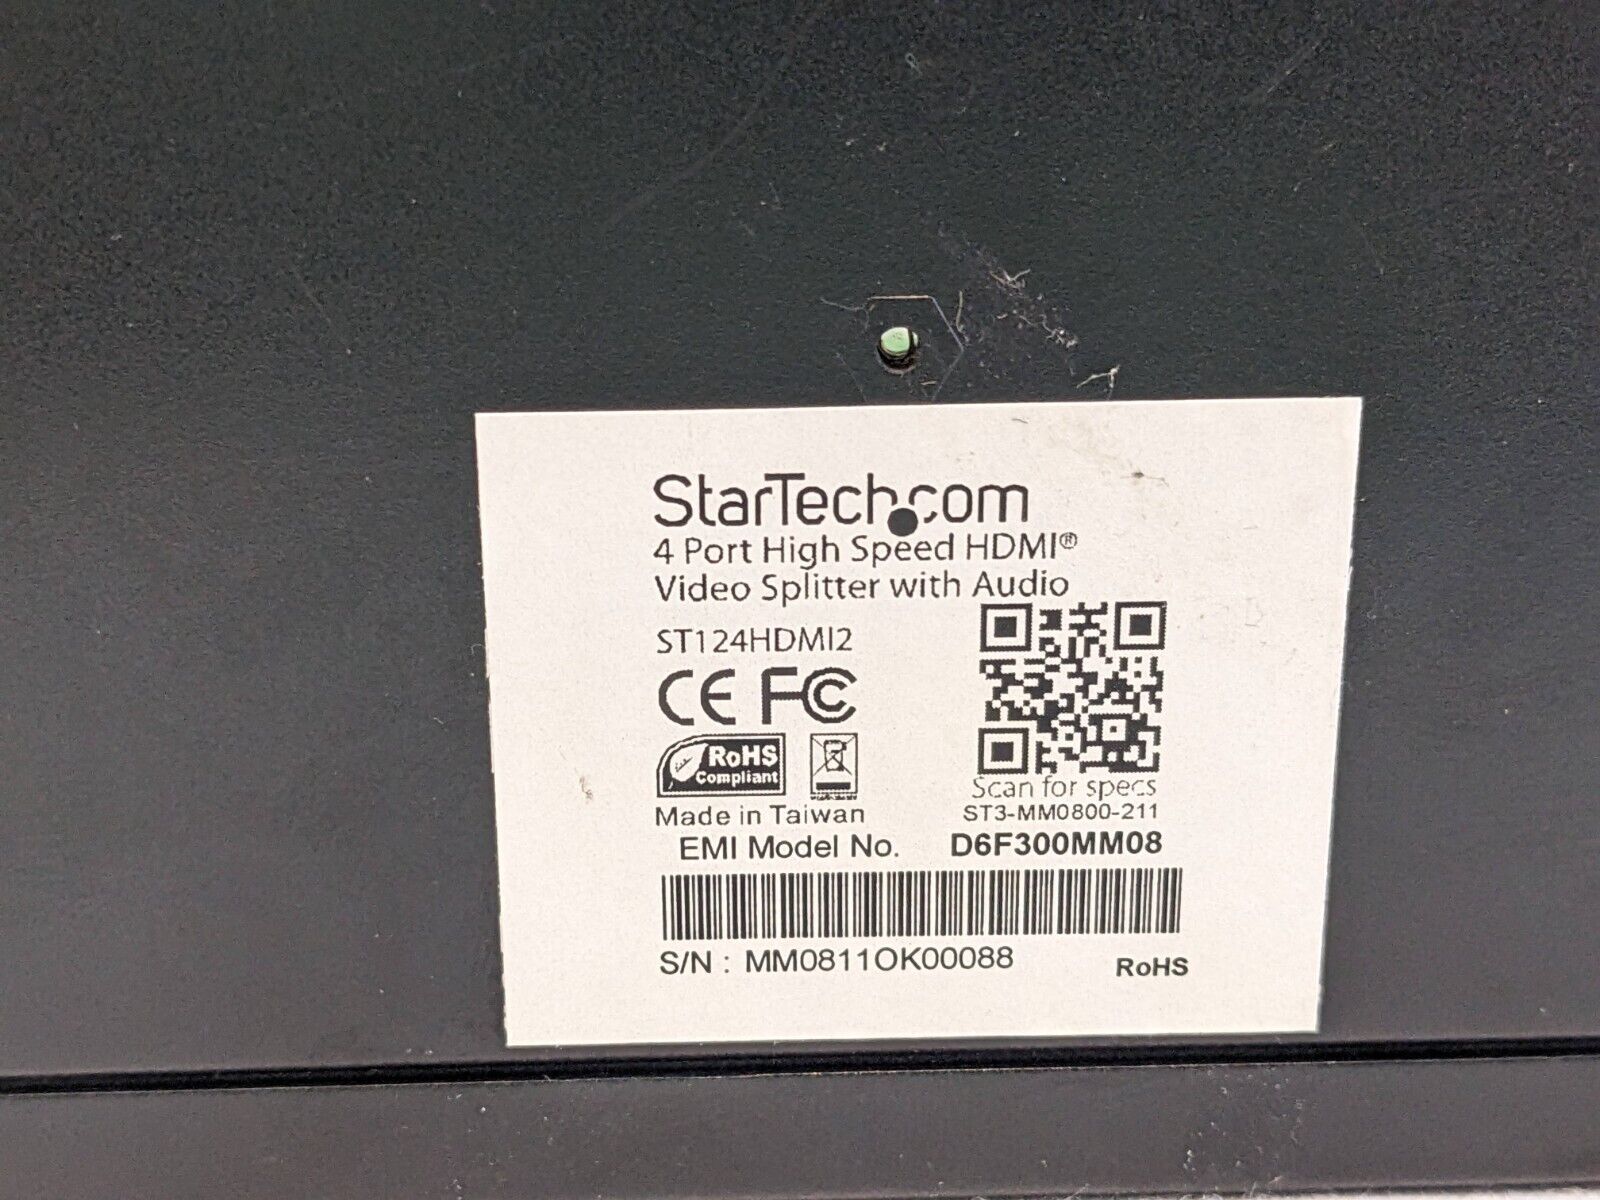 StarTech.com
4 Port High Speed HDMI®
Video Splitter with Audio
ST124HDMI2
CE FC
RoHS
Compliant
Made in Taiwan
Scan for specs
ST3-MM0800-211
EMI Model No. D6F300MM08
S/N : MM0811OK00088
RoHS